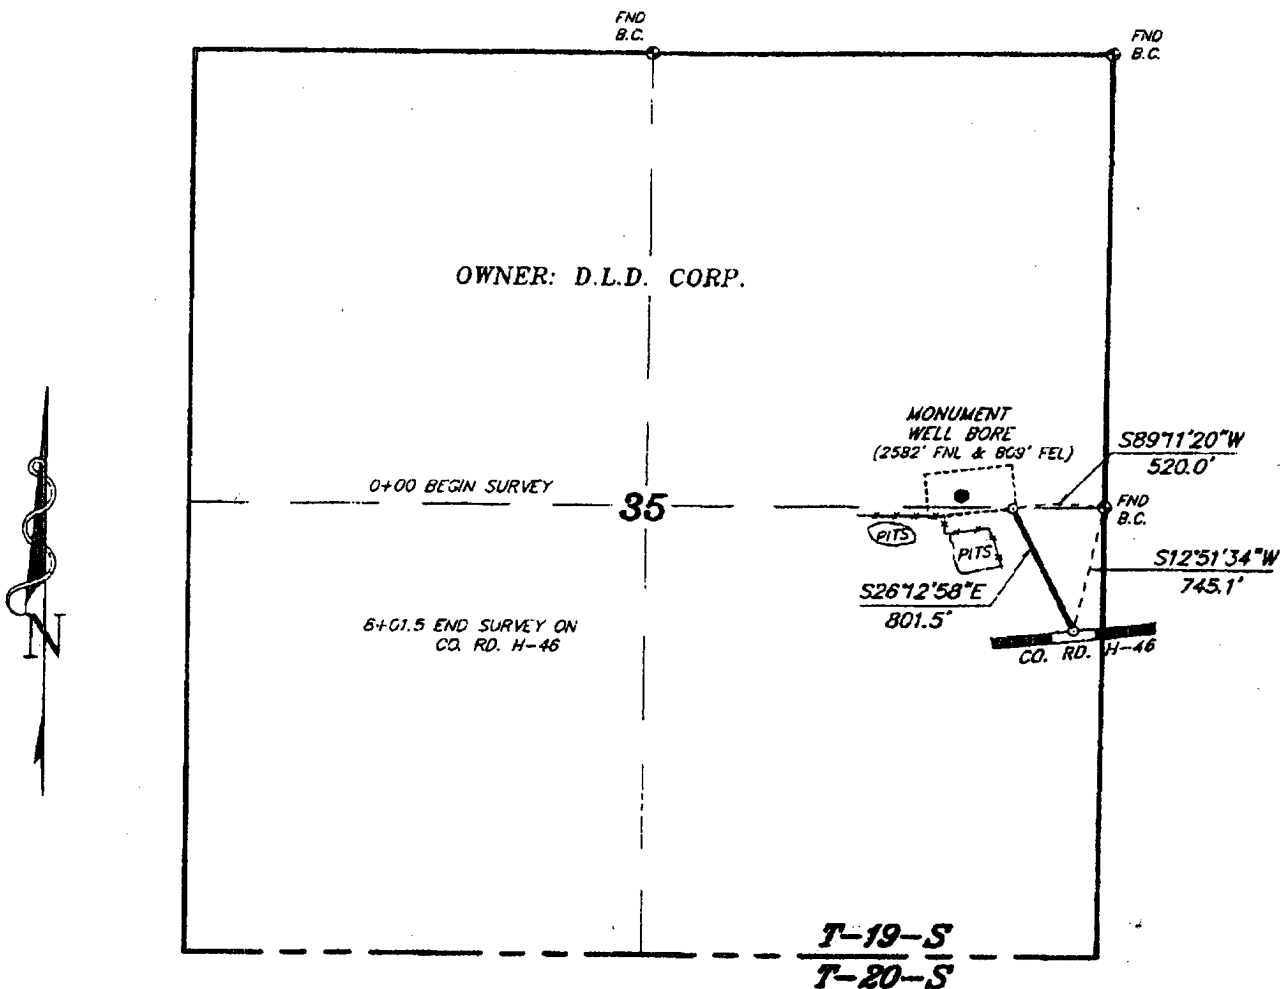 FND
B.C.
FND
B.C.
OWNER: D.L.D. CORP.
MONUMENT
WELL BORE
(2582' FNL & 809' FEL)
S89°11'20"W
520.0'
0+00 BEGIN SURVEY
35
FND
B.C.
PITS
PITS
S12°51'34"W
745.1'
S26°12'58"E
801.5'
6+01.5 END SURVEY ON
CO. RD. H-46
CO. RD. H-46
N
T-19-S
T-20-S